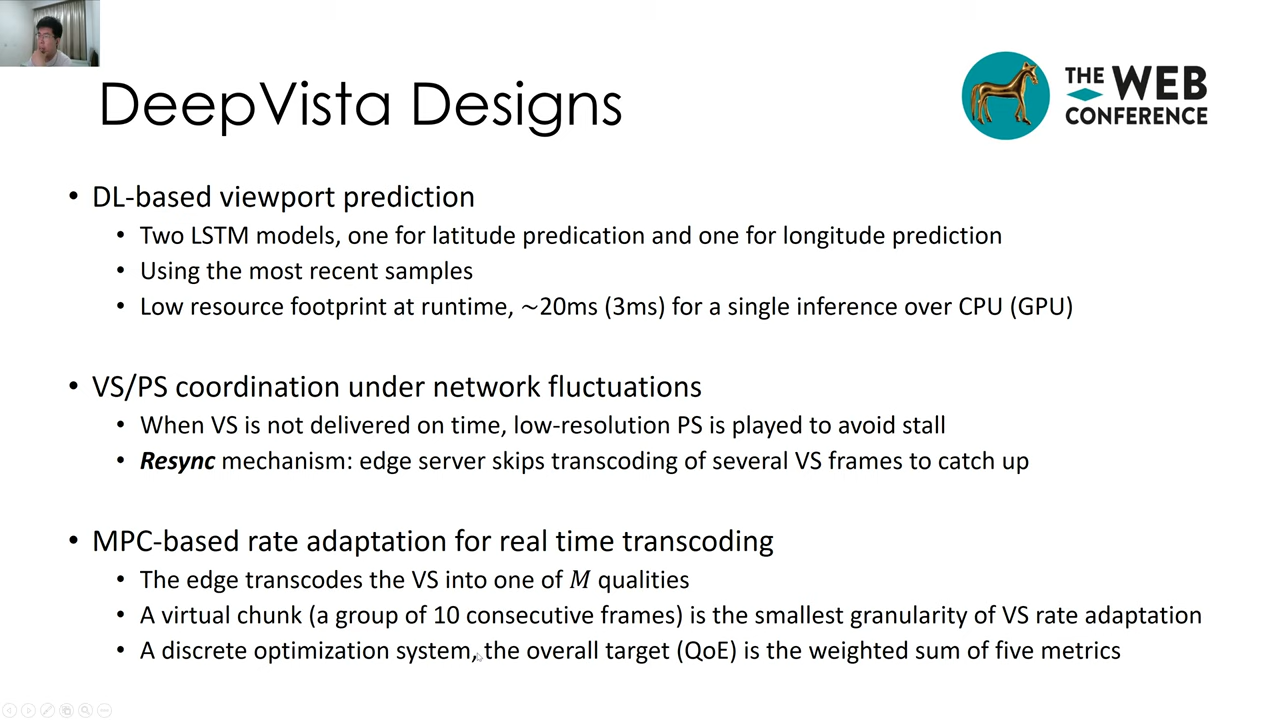 DeepVista Designs
THE WEB
CONFERENCE
• DL-based viewport prediction
• Two LSTM models, one for latitude predication and one for longitude prediction
• Using the most recent samples
• Low resource footprint at runtime, ~20ms (3ms) for a single inference over CPU (GPU)
• VS/PS coordination under network fluctuations
• When VS is not delivered on time, low-resolution PS is played to avoid stall
• Resync mechanism: edge server skips transcoding of several VS frames to catch up
• MPC-based rate adaptation for real time transcoding
• The edge transcodes the VS into one of M qualities
• A virtual chunk (a group of 10 consecutive frames) is the smallest granularity of VS rate adaptation
• A discrete optimization system, the overall target (QoE) is the weighted sum of five metrics